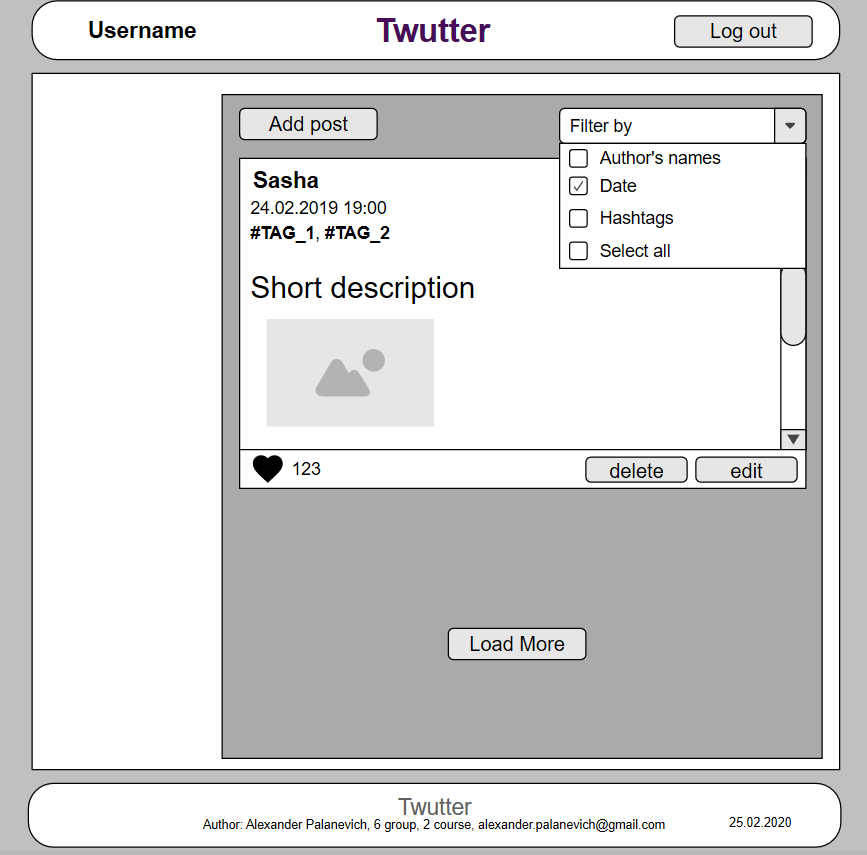 Username
Twutter
Log out
Add post
Filter by
Author's names
Date
Hashtags
Select all
Sasha
24.02.2019 19:00
#TAG_1, #TAG_2
Short description
123
delete
edit
Load More
Twutter
Author: Alexander Palanevich, 6 group, 2 course, alexander.palanevich@gmail.com
25.02.2020